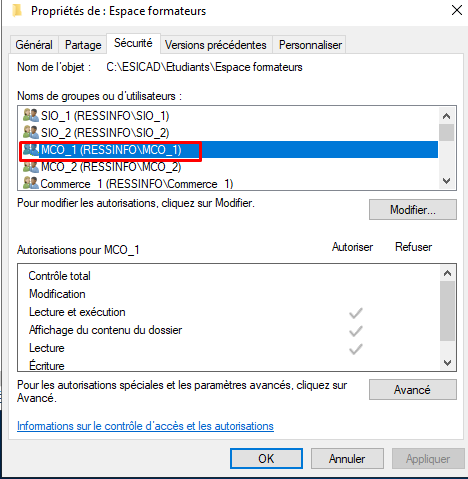 Propriétés de : Espace formateurs
Général Partage Sécurité Versions précédentes Personnaliser
Nom de l'objet : C:\ESICAD\Etudiants\Espace formateurs
Noms de groupes ou d'utilisateurs :
SIO_1 (RESSINFO\SIO_1)
SIO_2 (RESSINFO\SIO_2)
MCO_1 (RESSINFO\MCO_1)
MCO_2 (RESSINFO\MCO_2)
Commerce_1 (RESSINFO\Commerce_1)
Pour modifier les autorisations, cliquez sur Modifier.
Modifier...
Autorisations pour MCO_1 Autoriser Refuser
Contrôle total
Modification
Lecture et exécution
Affichage du contenu du dossier
Lecture
Écriture
Pour les autorisations spéciales et les paramètres avancés, cliquez sur
Avancé.
Avancé
Informations sur le contrôle d'accès et les autorisations
OK Annuler Appliquer